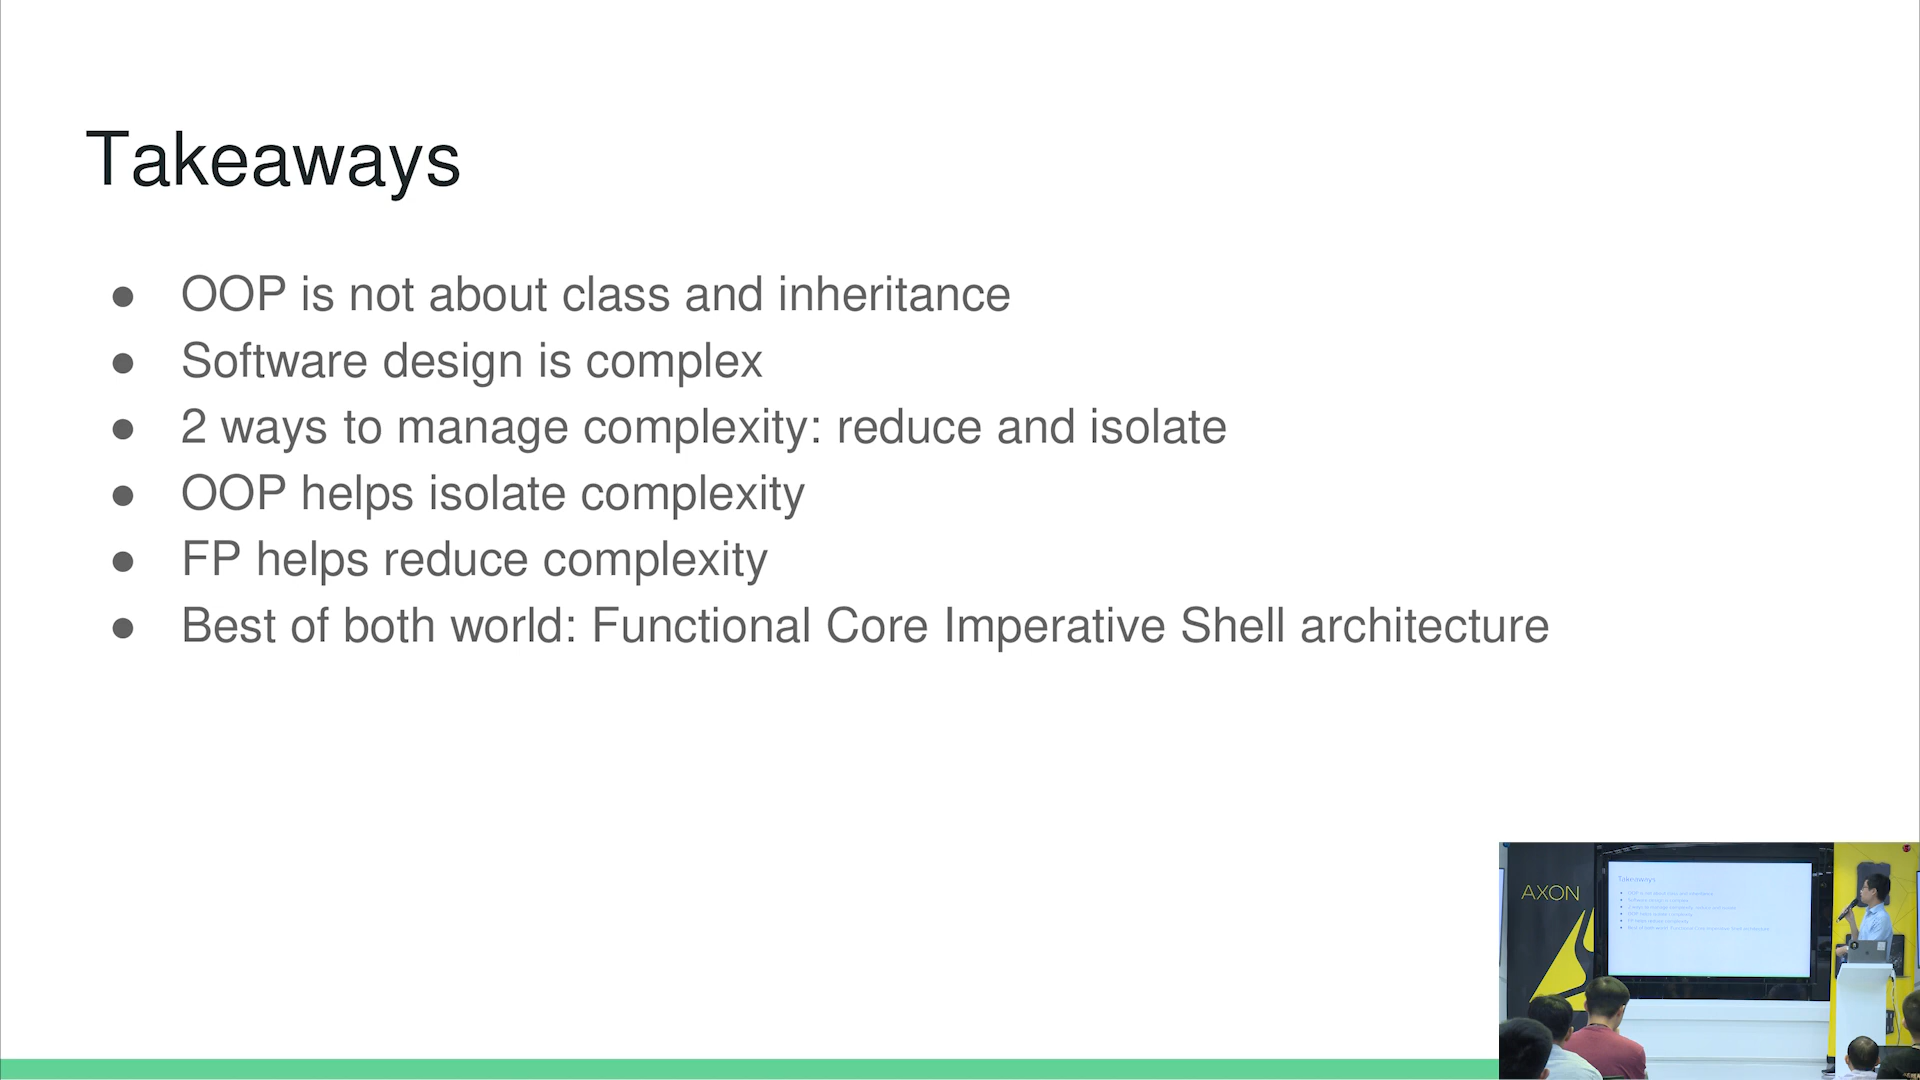 Takeaways
● OOP is not about class and inheritance
● Software design is complex
● 2 ways to manage complexity: reduce and isolate
● OOP helps isolate complexity
● FP helps reduce complexity
● Best of both world: Functional Core Imperative Shell architecture
AXON
Takeaways